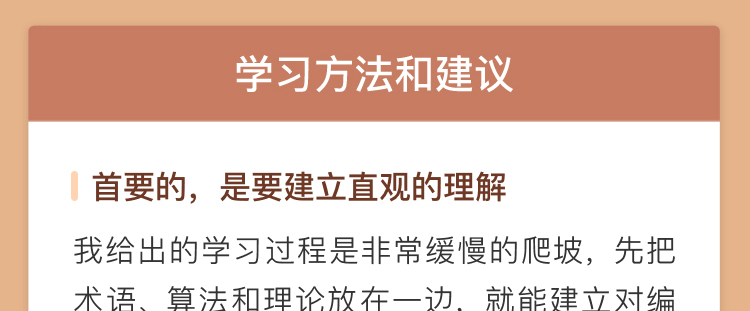 学习方法和建议
首要的，是要建立直观的理解
我给出的学习过程是非常缓慢的爬坡，先把
术语、算法和理论放在一边，就能建立对编